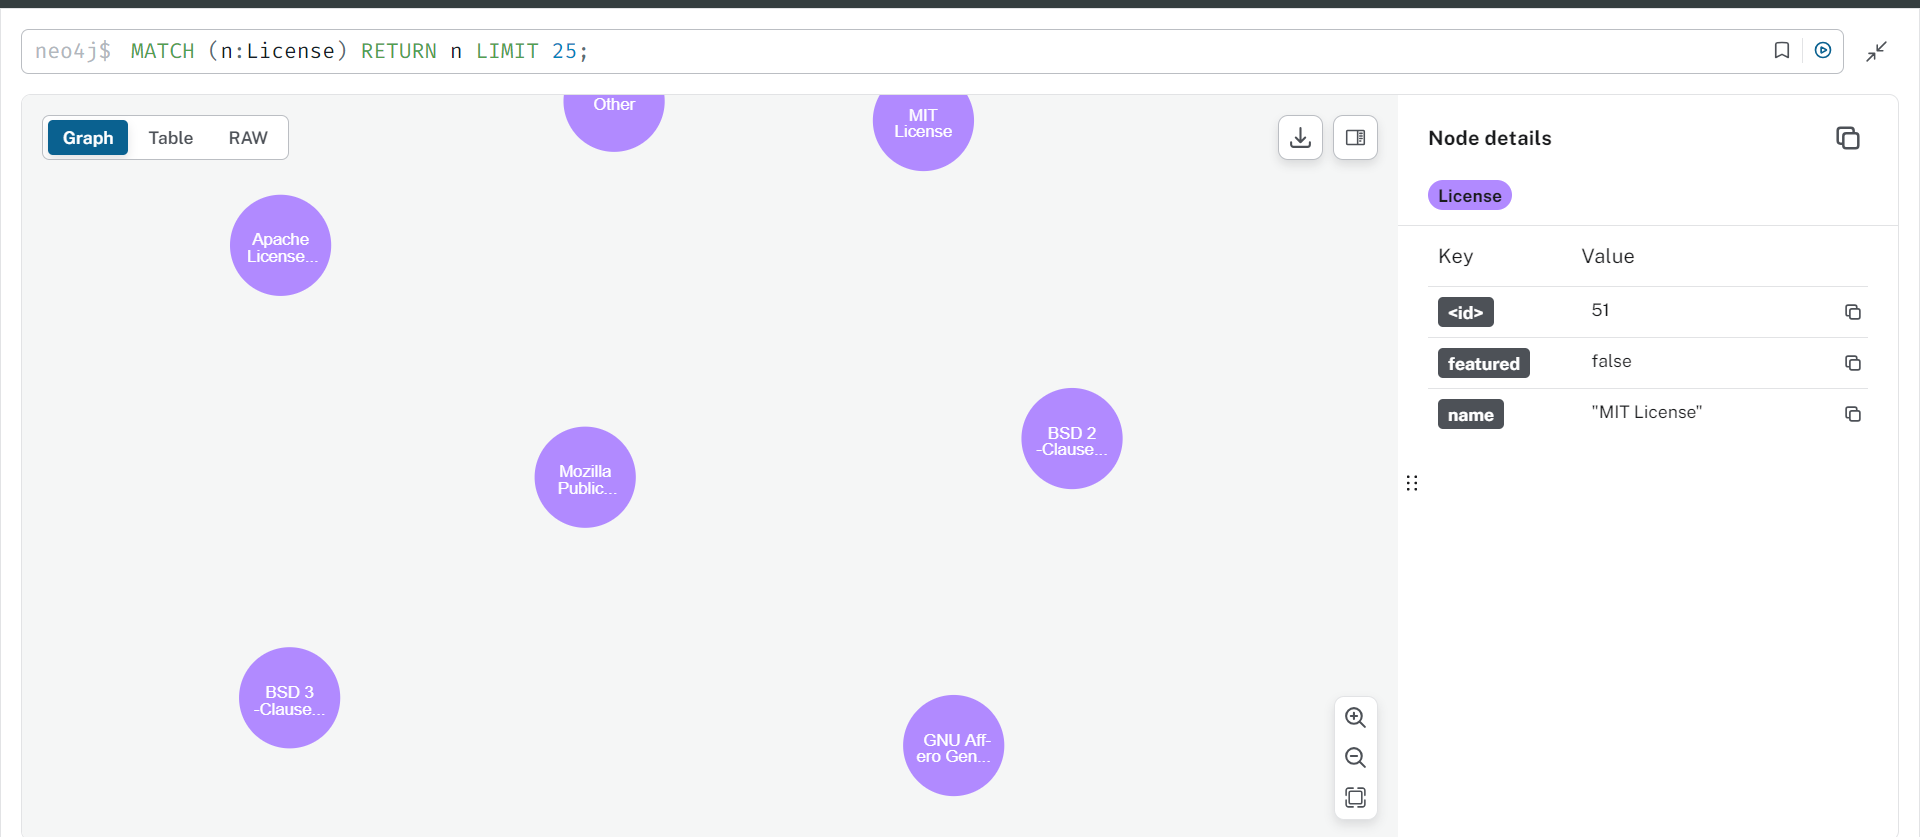 neo4j$ MATCH (n:License) RETURN n LIMIT 25;
Graph Table RAW
Other
MIT
License
Apache
License...
Mozilla
Public...
BSD 2
-Clause...
BSD 3
-Clause...
GNU Aff-
ero Gen...
Node details
License
Key Value
<id> 51
featured false
name "MIT License"